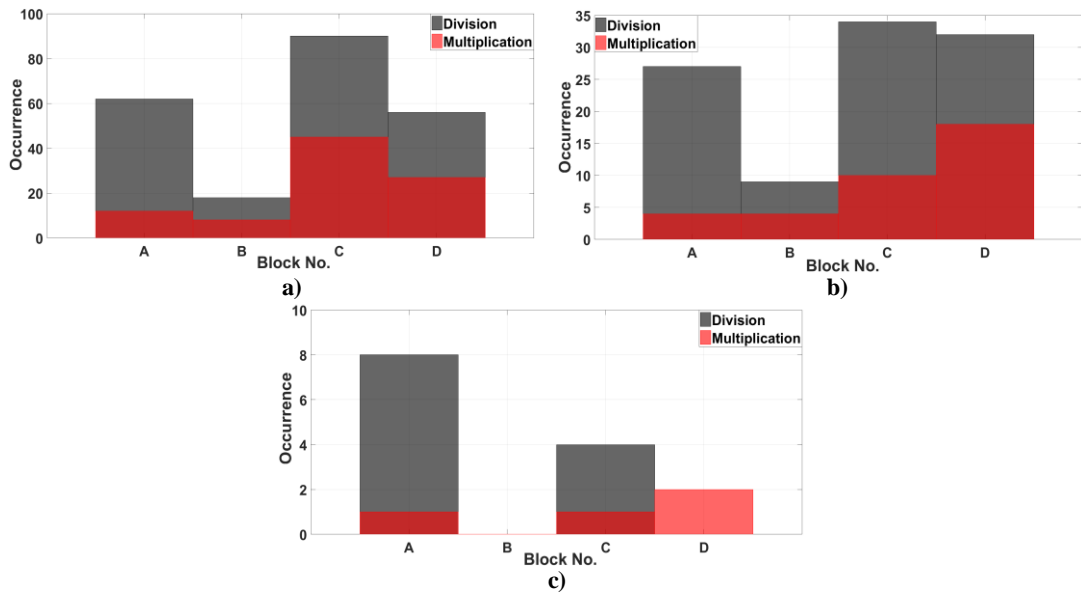 100
80
60
40
20
0
Occurrence
Division
Multiplication
A B C D
Block No.
a)
35
30
25
20
15
10
5
0
Occurrence
Division
Multiplication
A B C D
Block No.
b)
10
8
6
4
2
0
Occurrence
Division
Multiplication
A B C D
Block No.
c)